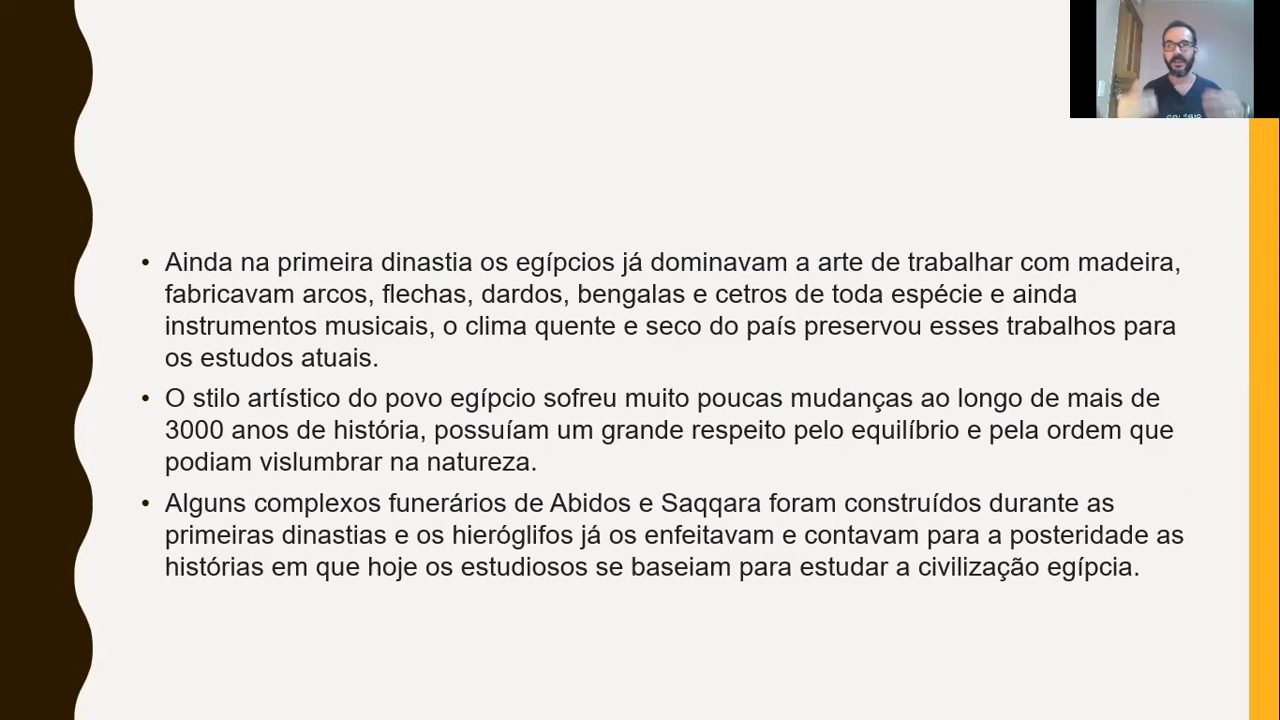 COLÉGIO
• Ainda na primeira dinastia os egípcios já dominavam a arte de trabalhar com madeira,
fabricavam arcos, flechas, dardos, bengalas e cetros de toda espécie e ainda
instrumentos musicais, o clima quente e seco do país preservou esses trabalhos para
os estudos atuais.
• O stilo artístico do povo egípcio sofreu muito poucas mudanças ao longo de mais de
3000 anos de história, possuíam um grande respeito pelo equilíbrio e pela ordem que
podiam vislumbrar na natureza.
• Alguns complexos funerários de Abidos e Saqqara foram construídos durante as
primeiras dinastias e os hieróglifos já os enfeitavam e contavam para a posteridade as
histórias em que hoje os estudiosos se baseiam para estudar a civilização egípcia.